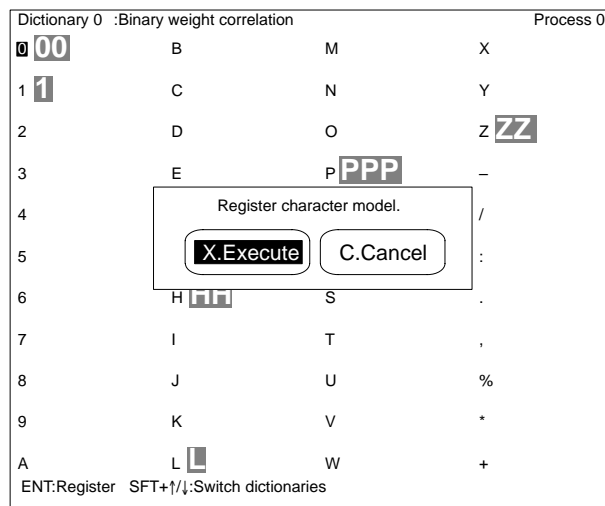 Dictionary 0 :Binary weight correlation Process 0
0 00 B M X
1 1 C N Y
2 D O Z ZZ
3 E P PPP –
4 Register character model. /
5 X.Execute C.Cancel :
6 H HH S .
7 I T ,
8 J U %
9 K V *
A L L W +
ENT:Register SFT+↑/↓:Switch dictionaries